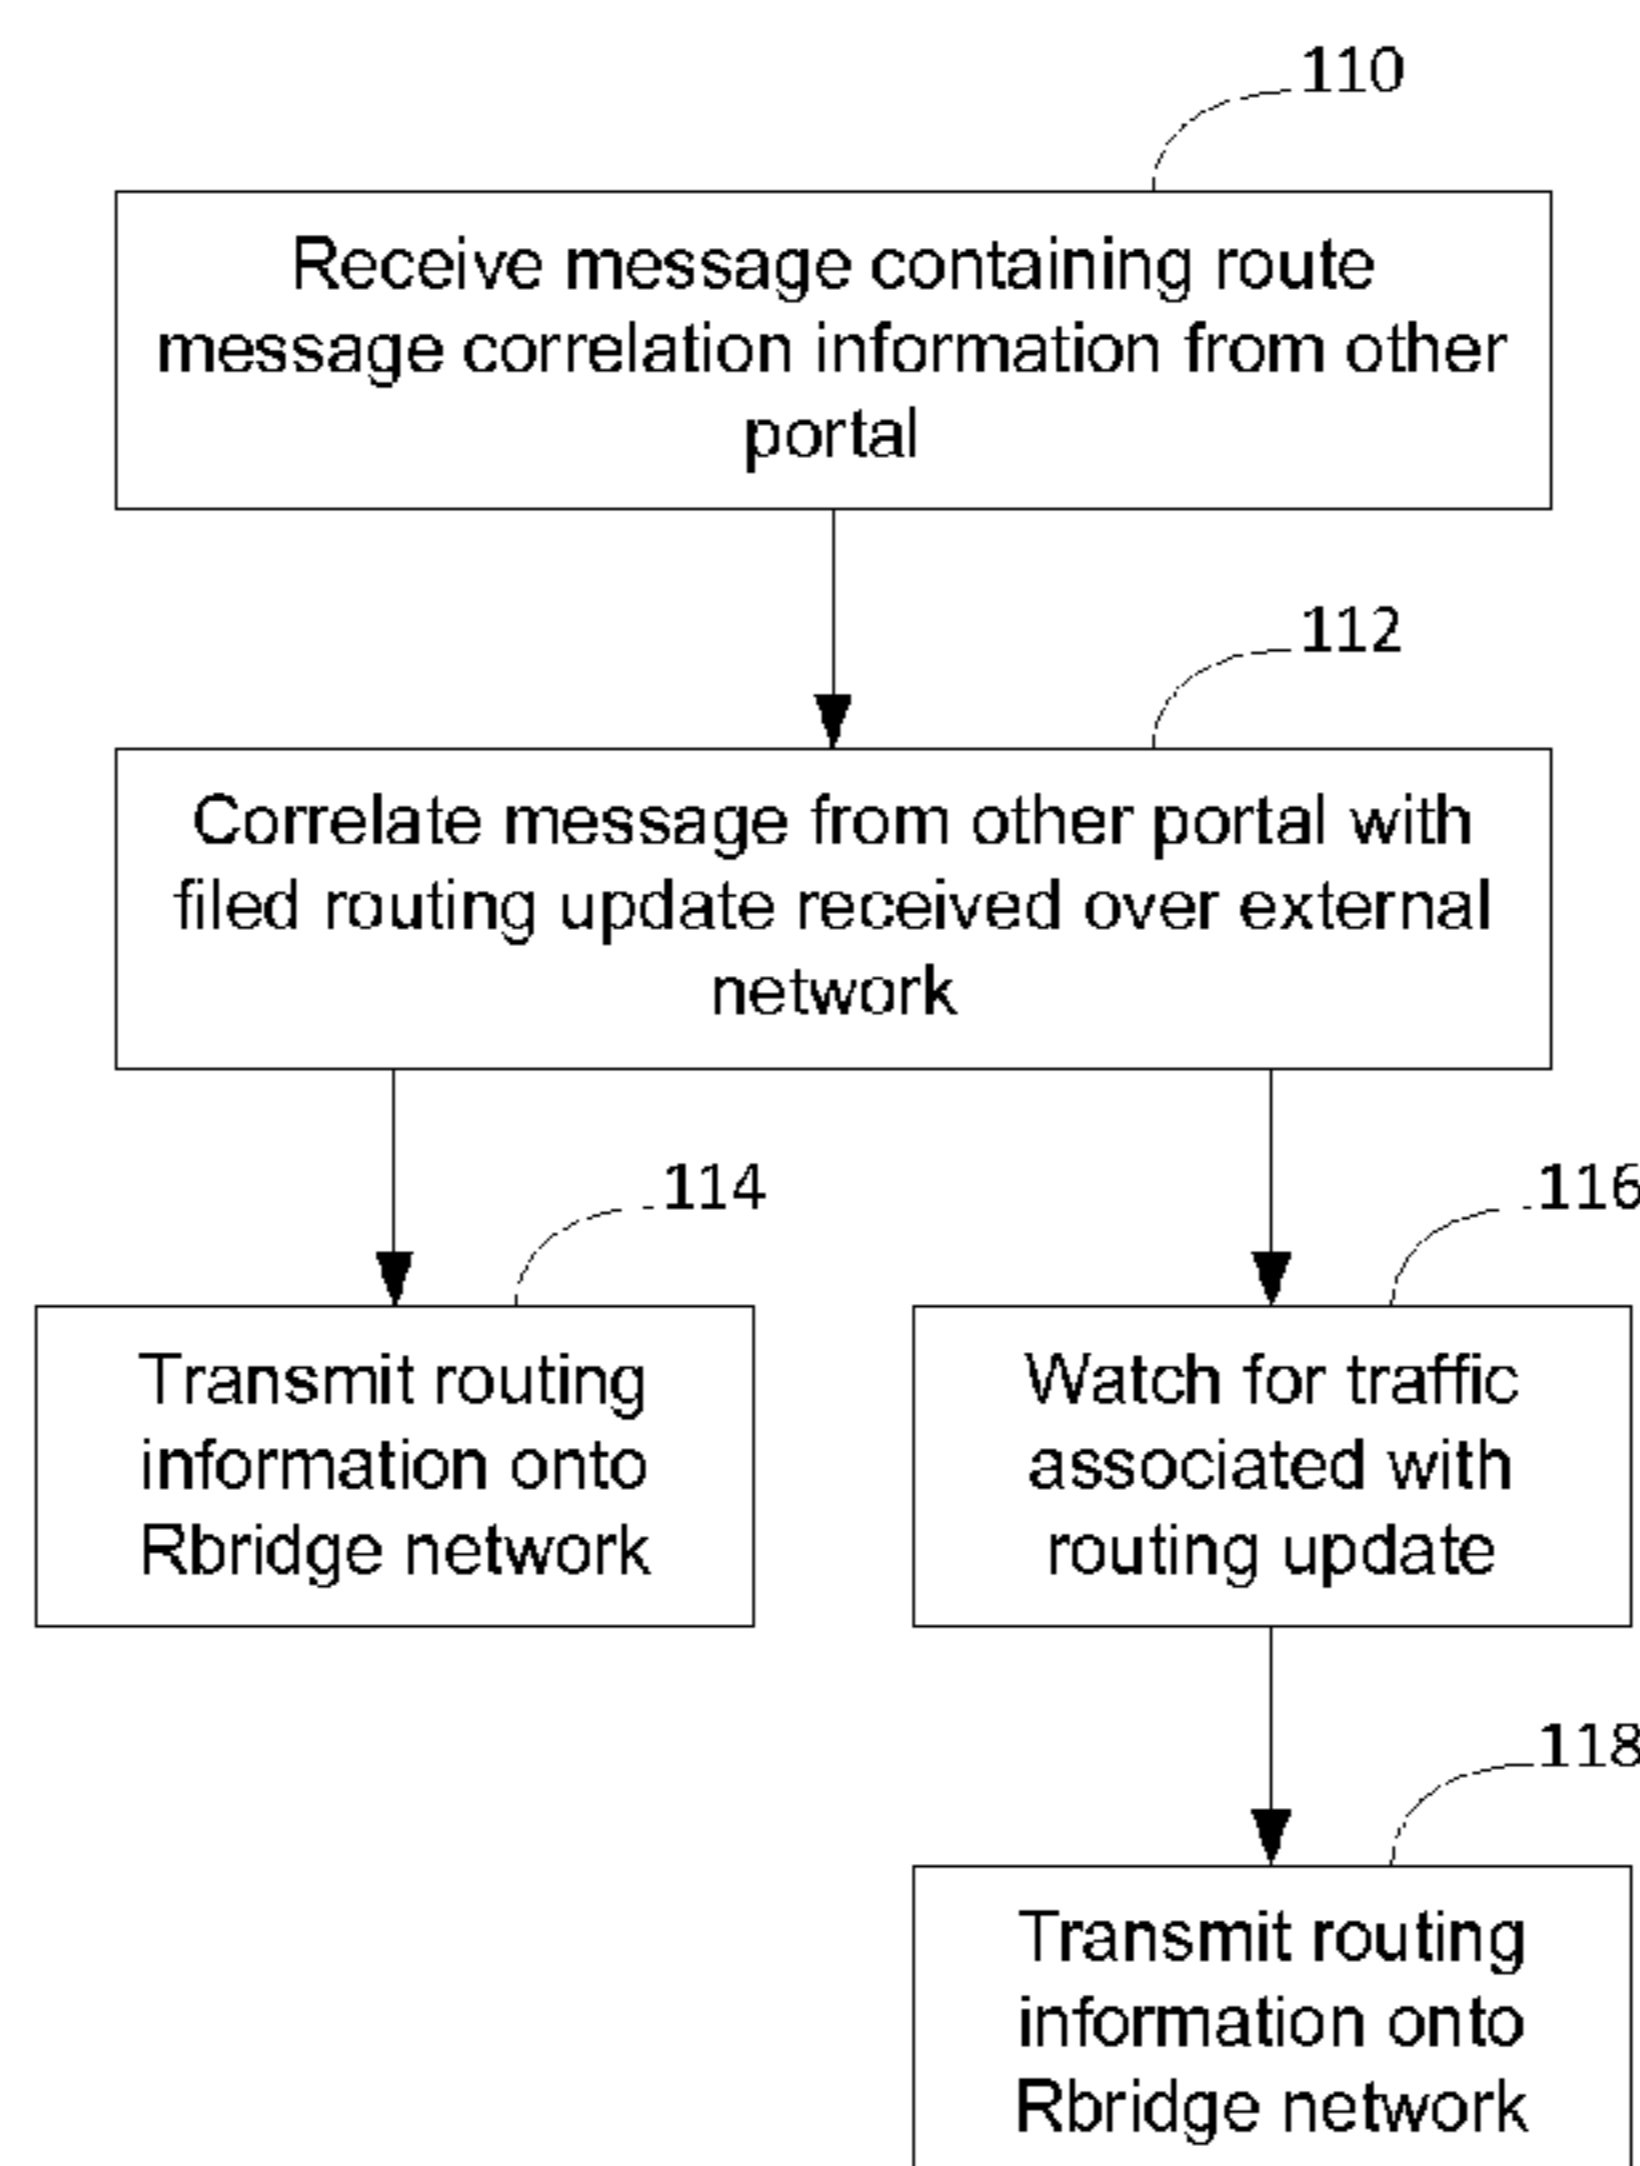 110
Receive message containing route
message correlation information from other
portal
112
Correlate message from other portal with
filed routing update received over external
network
114
Transmit routing
information onto
Rbridge network
116
Watch for traffic
associated with
routing update
118
Transmit routing
information onto
Rbridge network